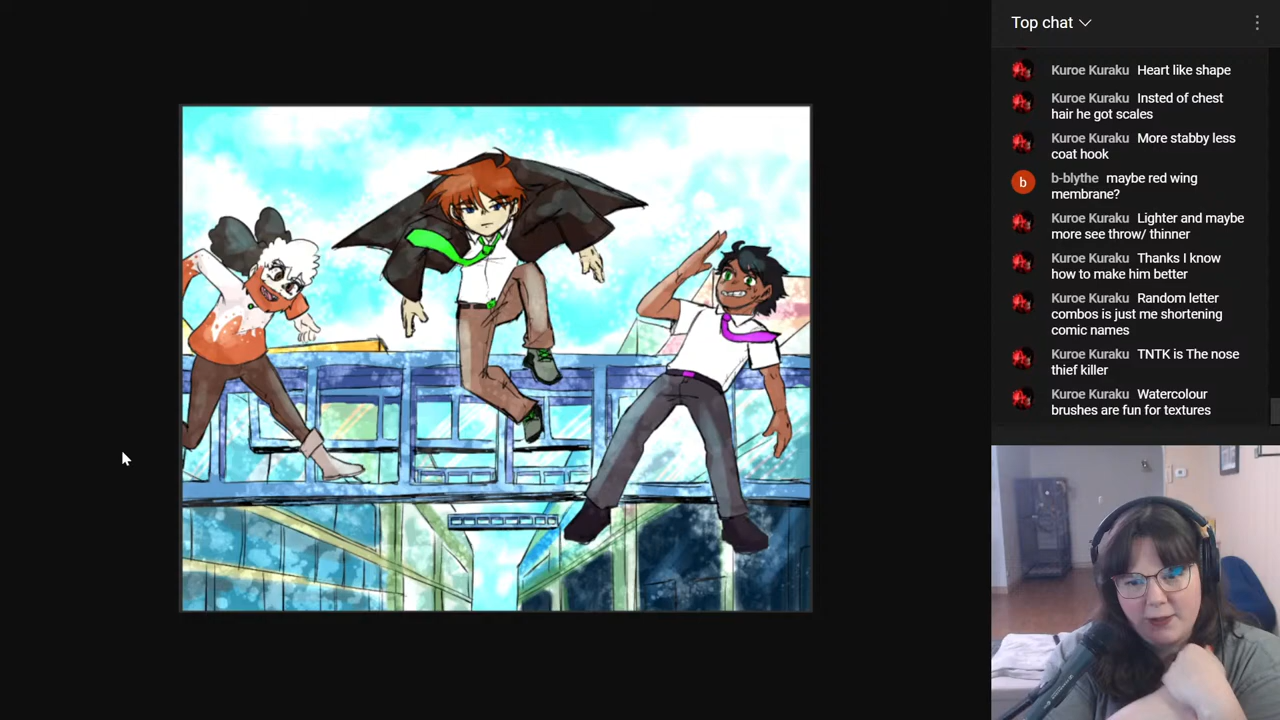 Top chat
Kuroe Kuraku Heart like shape
Kuroe Kuraku Insted of chest
hair he got scales
Kuroe Kuraku More stabby less
coat hook
b
b-blythe maybe red wing
membrane?
Kuroe Kuraku Lighter and maybe
more see throw/ thinner
Kuroe Kuraku Thanks I know
how to make him better
Kuroe Kuraku Random letter
combos is just me shortening
comic names
Kuroe Kuraku TNTK is The nose
thief killer
Kuroe Kuraku Watercolour
brushes are fun for textures